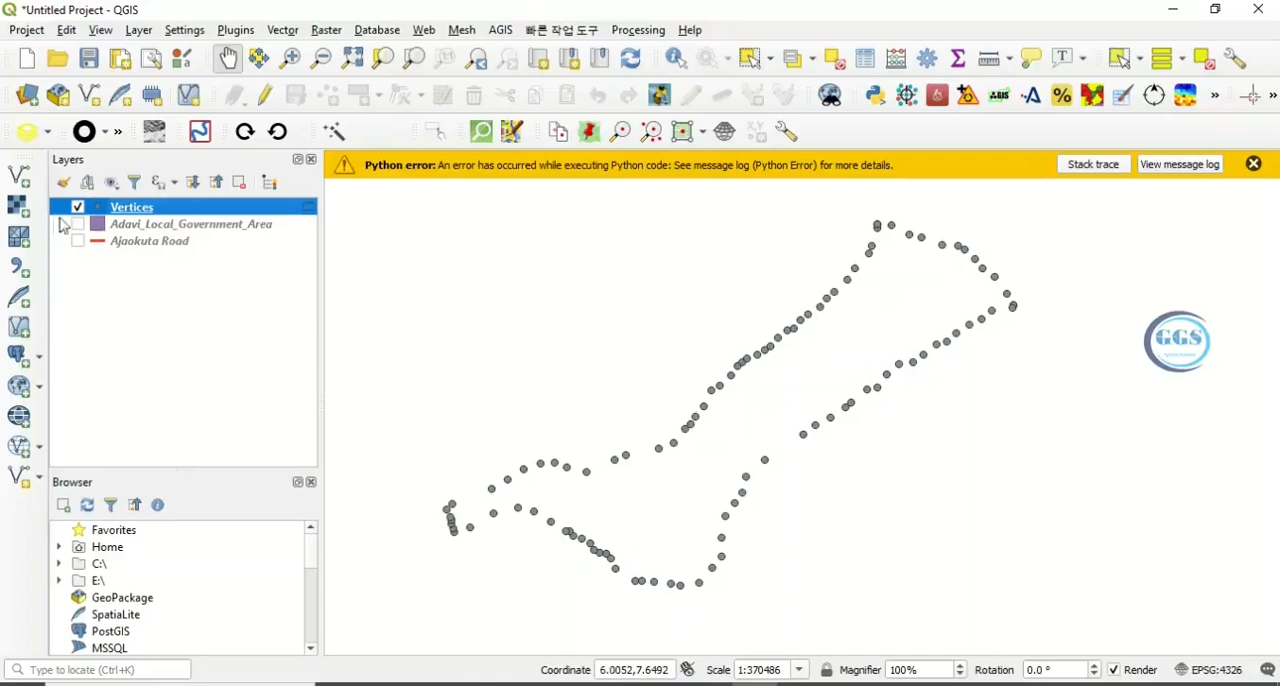 *Untitled Project - QGIS
Project Edit View Layer Settings Plugins Vector Raster Database Web Mesh AGIS 빠른 작업 도구 Processing Help
Layers
Python error: An error has occurred while executing Python code: See message log (Python Error) for more details.
Stack trace
View message log
Vertices
Adavi_Local_Government_Area
Ajaokuta Road
GGS
Browser
Favorites
Home
C:\
E:\
GeoPackage
SpatiaLite
PostGIS
MSSQL
Type to locate (Ctrl+K)
Coordinate 6.0052,7.6492 Scale 1:370486 Magnifier 100% Rotation 0.0 ° Render EPSG:4326